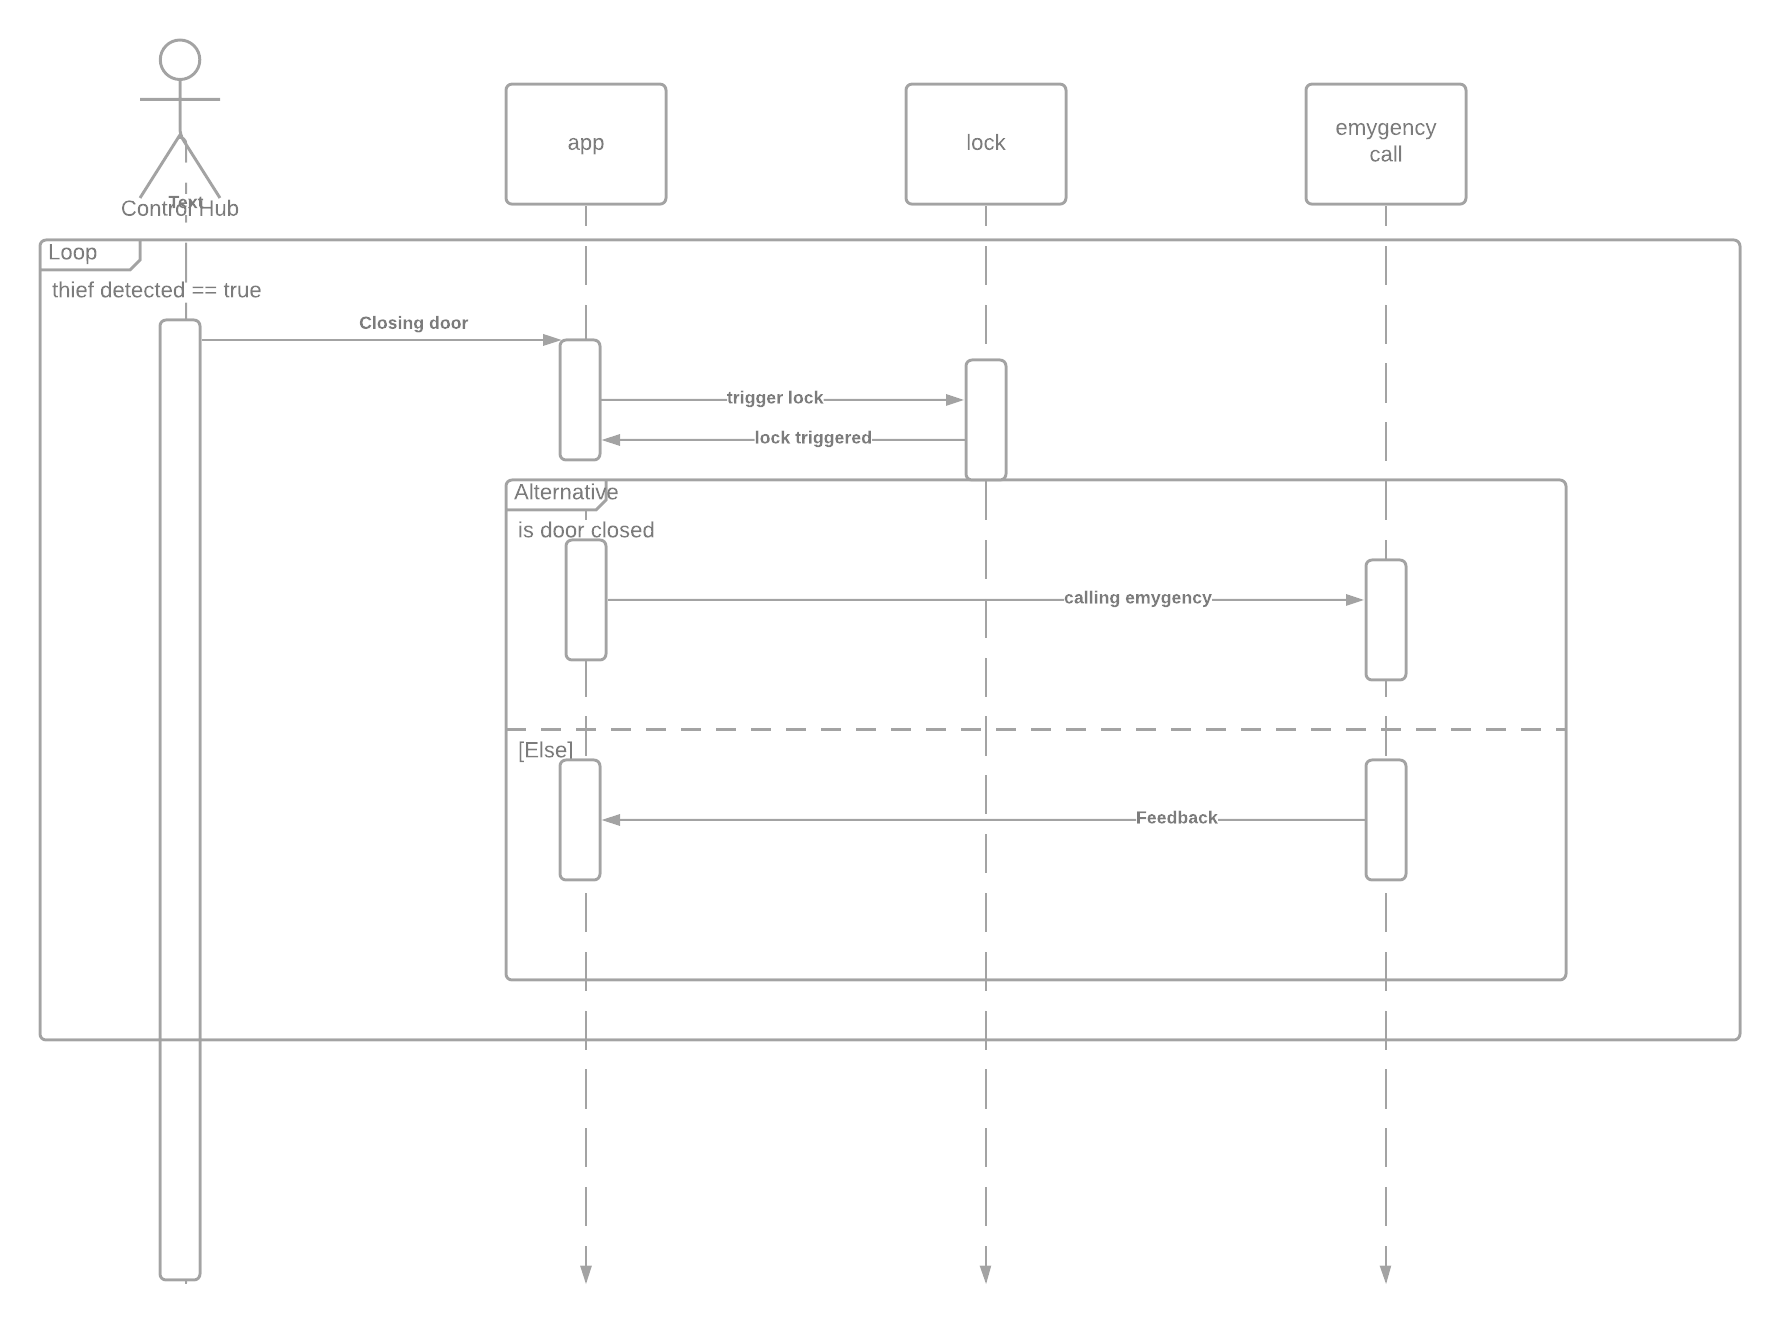 app
lock
emygency
call
Text
Control Hub
Loop
thief detected == true
Closing door
trigger lock
lock triggered
Alternative
is door closed
calling emygency
[Else]
Feedback